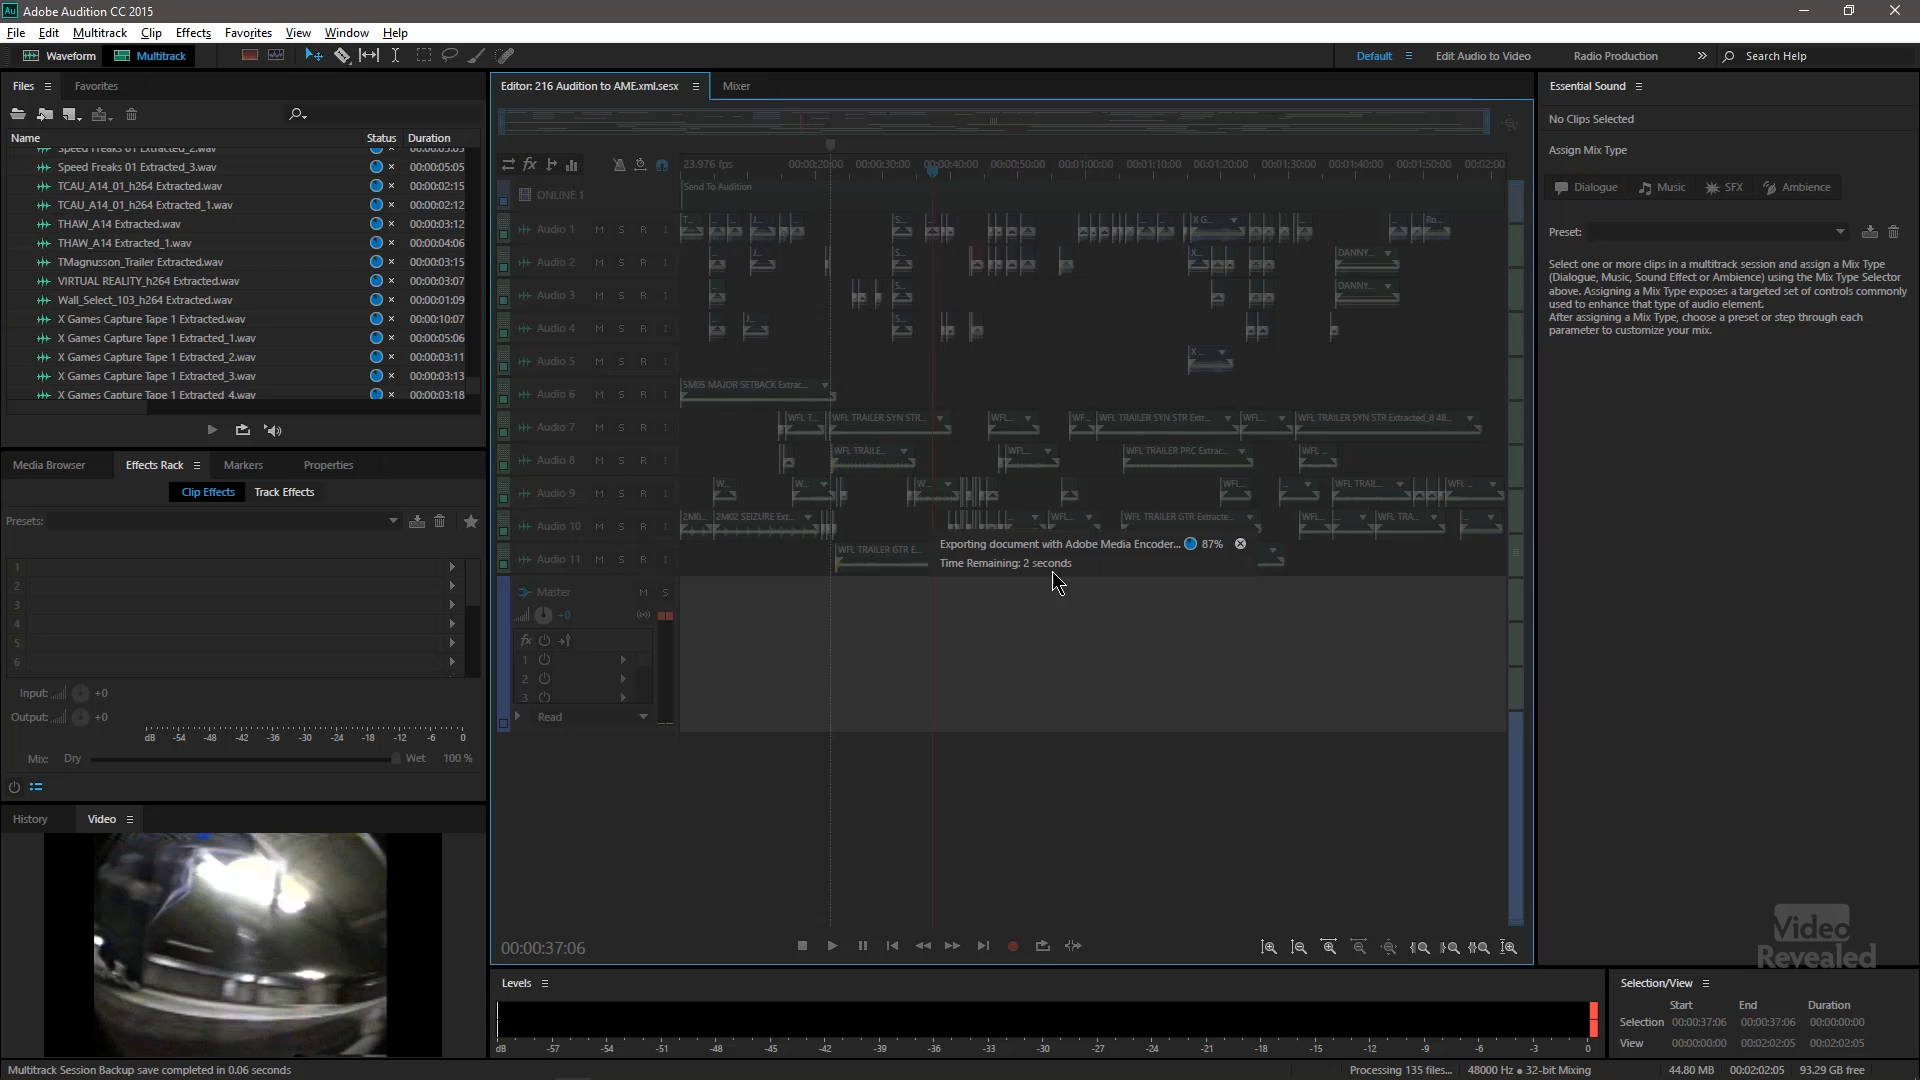 Adobe Audition CC 2015
File Edit Multitrack Clip Effects Favorites View Window Help
Waveform Multitrack
Default Edit Audio to Video Radio Production Search Help
Files Favorites
Name Status Duration
Speed Freaks 01 Extracted_2.wav 00:00:05:05
Speed Freaks 01 Extracted_3.wav 00:00:05:05
TCAU_A14_01_h264 Extracted.wav 00:00:02:15
TCAU_A14_01_h264 Extracted_1.wav 00:00:02:12
THAW_A14 Extracted.wav 00:00:03:12
THAW_A14 Extracted_1.wav 00:00:04:06
TMagnusson_Trailer Extracted.wav 00:00:03:15
VIRTUAL REALITY_h264 Extracted.wav 00:00:03:07
Wall_Select_103_h264 Extracted.wav 00:00:01:09
X Games Capture Tape 1 Extracted.wav 00:00:10:07
X Games Capture Tape 1 Extracted_1.wav 00:00:05:06
X Games Capture Tape 1 Extracted_2.wav 00:00:03:11
X Games Capture Tape 1 Extracted_3.wav 00:00:03:13
X Games Capture Tape 1 Extracted_4.wav 00:00:03:18
Media Browser Effects Rack Markers Properties
Clip Effects Track Effects
Presets:
1
2
3
4
5
6
Input: +0
Output: +0
dB -54 -48 -42 -36 -30 -24 -18 -12 -6 0
Mix: Dry Wet 100 %
History Video
Editor: 216 Audition to AME.xml.sesx Mixer
23.976 fps 00:00:20:00 00:00:30:00 00:00:40:00 00:00:50:00 00:01:00:00 00:01:10:00 00:01:20:00 00:01:30:00 00:01:40:00 00:01:50:00 00:02:00
ONLINE 1 Send To Audition
Audio 1 M S R I T... J... S... X G... Ro...
Audio 2 M S R I J... S... X... DANNY...
Audio 3 M S R I S... DANNY...
Audio 4 M S R I J... S...
Audio 5 M S R I X...
Audio 6 M S R I 5M05 MAJOR SETBACK Extrac...
Audio 7 M S R I WFL T... WFL TRAILER SYN STR... WFL... WF... WFL TRAILER SYN STR Extr... WFL... WFL TRAILER SYN STR Extracted_8 48...
Audio 8 M S R I WFL TRAILE... WFL... WFL TRAILER PRC Extrac... WFL ...
Audio 9 M S R I W... W... W... WFL... ... WFL TRAIL... WFL ...
Audio 10 M S R I 2M0... 2M02 SEIZURE Ext... ... WFL... WFL TRAILER GTR Extracte... WFL... ... WFL TRA... ...
Audio 11 M S R I WFL TRAILER GTR E...
Exporting document with Adobe Media Encoder... 87%
Time Remaining: 2 seconds
Master M S
+0
fx
1
2
3
Read
00:00:37:06
Levels
dB -57 -54 -51 -48 -45 -42 -39 -36 -33 -30 -27 -24 -21 -18 -15 -12 -9 -6 -3 0
Essential Sound
No Clips Selected
Assign Mix Type
Dialogue Music SFX Ambience
Preset:
Select one or more clips in a multitrack session and assign a Mix Type
(Dialogue, Music, Sound Effect or Ambience) using the Mix Type Selector
above. Assigning a Mix Type exposes a targeted set of controls commonly
used to enhance that type of audio element.
After assigning a Mix Type, choose a preset or step through each
parameter to customize your mix.
Video
Revealed
Selection/View
Start End Duration
Selection 00:00:37:06 00:00:37:06 00:00:00:00
View 00:00:00:00 00:02:02:05 00:02:02:05
Multitrack Session Backup save completed in 0.06 seconds
Processing 135 files... 48000 Hz ● 32-bit Mixing 44.80 MB 00:02:02:05 93.29 GB free